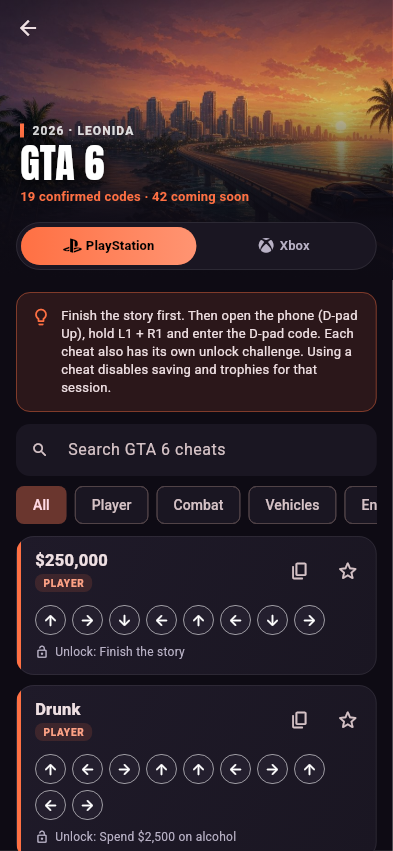 2026 · LEONIDA
GTA 6
19 confirmed codes · 42 coming soon
PlayStation
Xbox
Finish the story first. Then open the phone (D-pad
Up), hold L1 + R1 and enter the D-pad code. Each
cheat also has its own unlock challenge. Using a
cheat disables saving and trophies for that
session.
Search GTA 6 cheats
All
Player
Combat
Vehicles
En
$250,000
PLAYER
Unlock: Finish the story
Drunk
PLAYER
Unlock: Spend $2,500 on alcohol